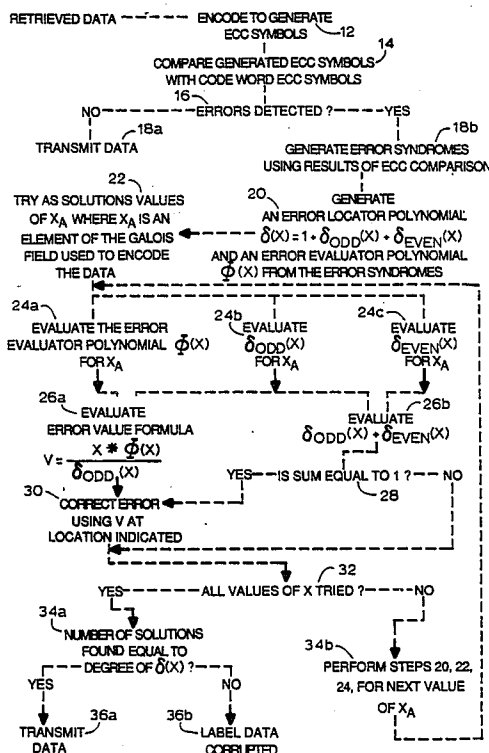 RETRIEVED DATA
ENCODE TO GENERATE
ECC SYMBOLS
12
COMPARE GENERATED ECC SYMBOLS
WITH CODE WORD ECC SYMBOLS
14
16
NO
ERRORS DETECTED ?
YES
18a
TRANSMIT DATA
18b
GENERATE ERROR SYNDROMES
USING RESULTS OF ECC COMPARISON
22
TRY AS SOLUTIONS VALUES
OF XA WHERE XA IS AN
ELEMENT OF THE GALOIS
FIELD USED TO ENCODE
THE DATA
20
GENERATE
AN ERROR LOCATOR POLYNOMIAL
δ(X) = 1 + δODD(X) + δEVEN(X)
AND AN ERROR EVALUATOR POLYNOMIAL
Φ(X) FROM THE ERROR SYNDROMES
24a
EVALUATE THE ERROR
EVALUATOR POLYNOMIAL Φ(X)
FOR XA
24b
EVALUATE
δODD(X)
FOR XA
24c
EVALUATE
δEVEN(X)
FOR XA
26a
EVALUATE
ERROR VALUE FORMULA
V = X * Φ(X)
δODD(X)
26b
EVALUATE
δODD(X) + δEVEN(X)
YES
IS SUM EQUAL TO 1 ?
NO
28
30
CORRECT ERROR
USING V AT
LOCATION INDICATED
32
YES
ALL VALUES OF X TRIED ?
NO
34a
NUMBER OF SOLUTIONS
FOUND EQUAL TO
DEGREE OF δ(X) ?
YES
NO
34b
PERFORM STEPS 20, 22,
24, FOR NEXT VALUE
OF XA
36a
TRANSMIT
DATA
36b
LABEL DATA
CORRUPTED